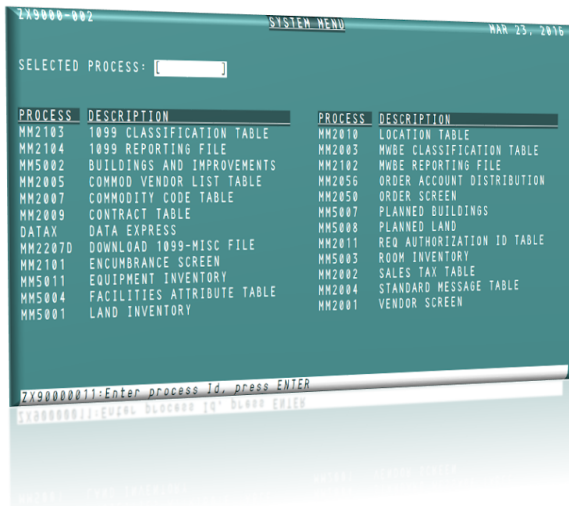 ZX9000-002 SYSTEM MENU MAR 23, 2016
SELECTED PROCESS: [ ]
PROCESS DESCRIPTION
MM2103 1099 CLASSIFICATION TABLE
MM2104 1099 REPORTING FILE
MM5002 BUILDINGS AND IMPROVEMENTS
MM2005 COMMOD VENDOR LIST TABLE
MM2007 COMMODITY CODE TABLE
MM2009 CONTRACT TABLE
DATAX DATA EXPRESS
MM2207D DOWNLOAD 1099-MISC FILE
MM2101 ENCUMBRANCE SCREEN
MM5011 EQUIPMENT INVENTORY
MM5004 FACILITIES ATTRIBUTE TABLE
MM5001 LAND INVENTORY
PROCESS DESCRIPTION
MM2010 LOCATION TABLE
MM2003 MWBE CLASSIFICATION TABLE
MM2102 MWBE REPORTING FILE
MM2056 ORDER ACCOUNT DISTRIBUTION
MM2050 ORDER SCREEN
MM5007 PLANNED BUILDINGS
MM5008 PLANNED LAND
MM2011 REQ AUTHORIZATION ID TABLE
MM5003 ROOM INVENTORY
MM2002 SALES TAX TABLE
MM2004 STANDARD MESSAGE TABLE
MM2001 VENDOR SCREEN
ZX90000011:Enter process Id, press ENTER